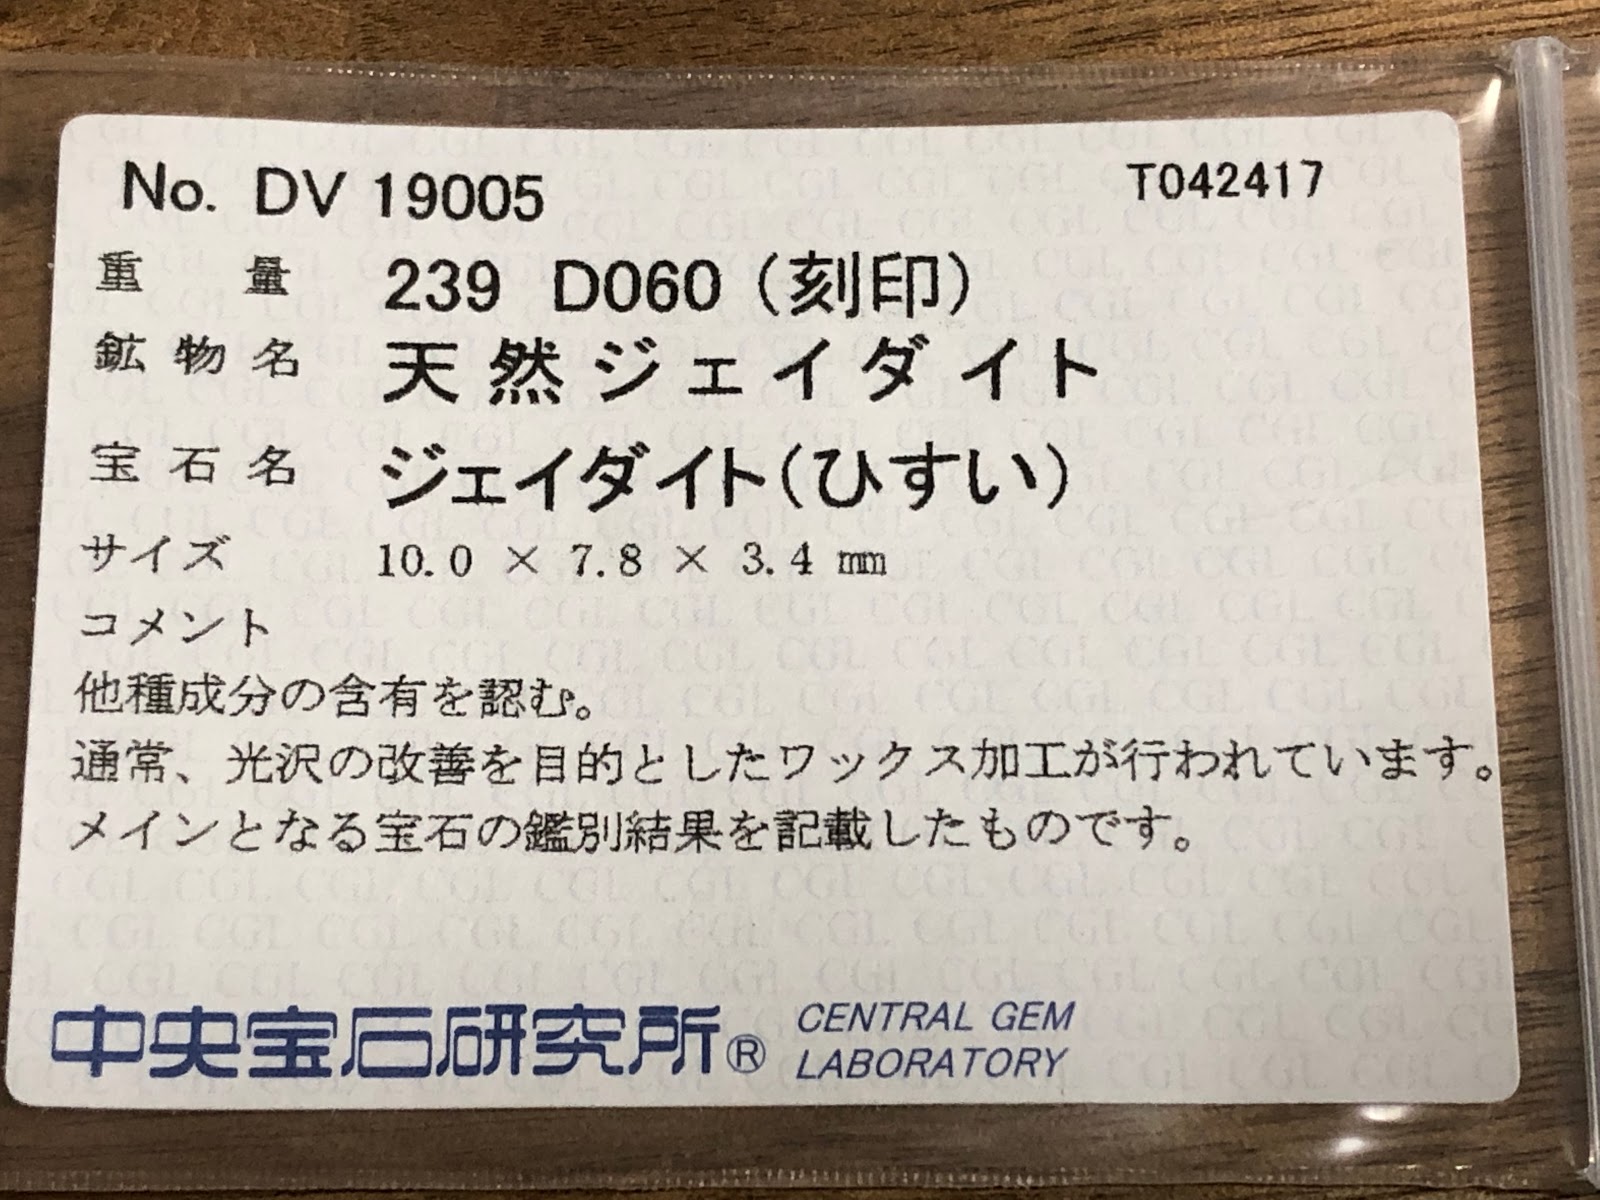 No. DV 19005 T042417
重量 239 D060 (刻印)
鉱物名 天然ジェイダイト
宝石名 ジェイダイト(ひすい)
サイズ 10.0 × 7.8 × 3.4 ㎜
コメント
他種成分の含有を認む。
通常、光沢の改善を目的としたワックス加工が行われています。
メインとなる宝石の鑑別結果を記載したものです。
中央宝石研究所® CENTRAL GEM
LABORATORY